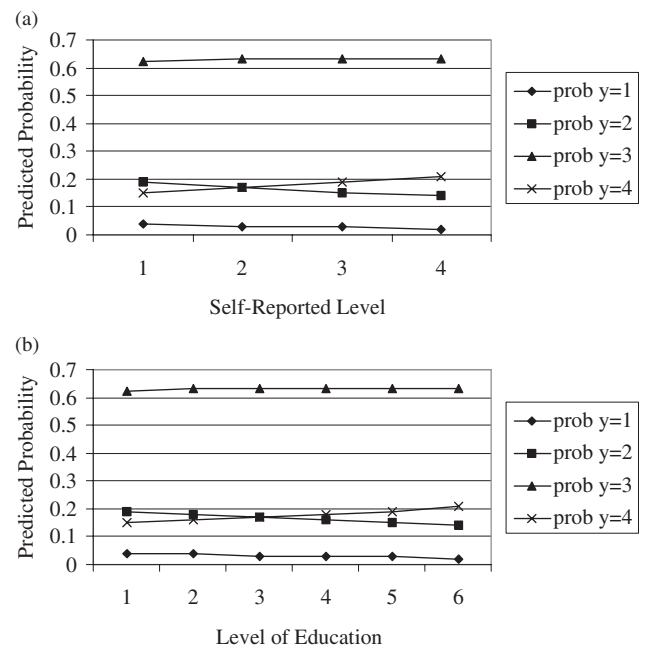 (a)
Predicted Probability
0.7
0.6
0.5
0.4
0.3
0.2
0.1
0
1 2 3 4
Self-Reported Level
prob y=1
prob y=2
prob y=3
prob y=4
(b)
Predicted Probability
0.7
0.6
0.5
0.4
0.3
0.2
0.1
0
1 2 3 4 5 6
Level of Education
prob y=1
prob y=2
prob y=3
prob y=4